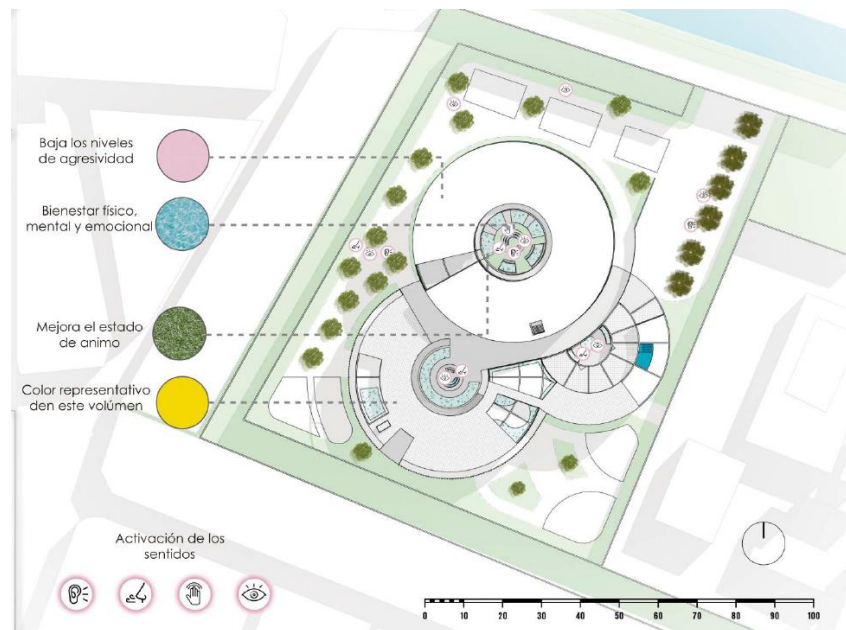 Baja los niveles
de agresividad
Bienestar físico,
mental y emocional
Mejora el estado
de animo
Color representativo
den este volúmen
Activación de los
sentidos
0 10 20 30 40 50 60 70 80 90 100